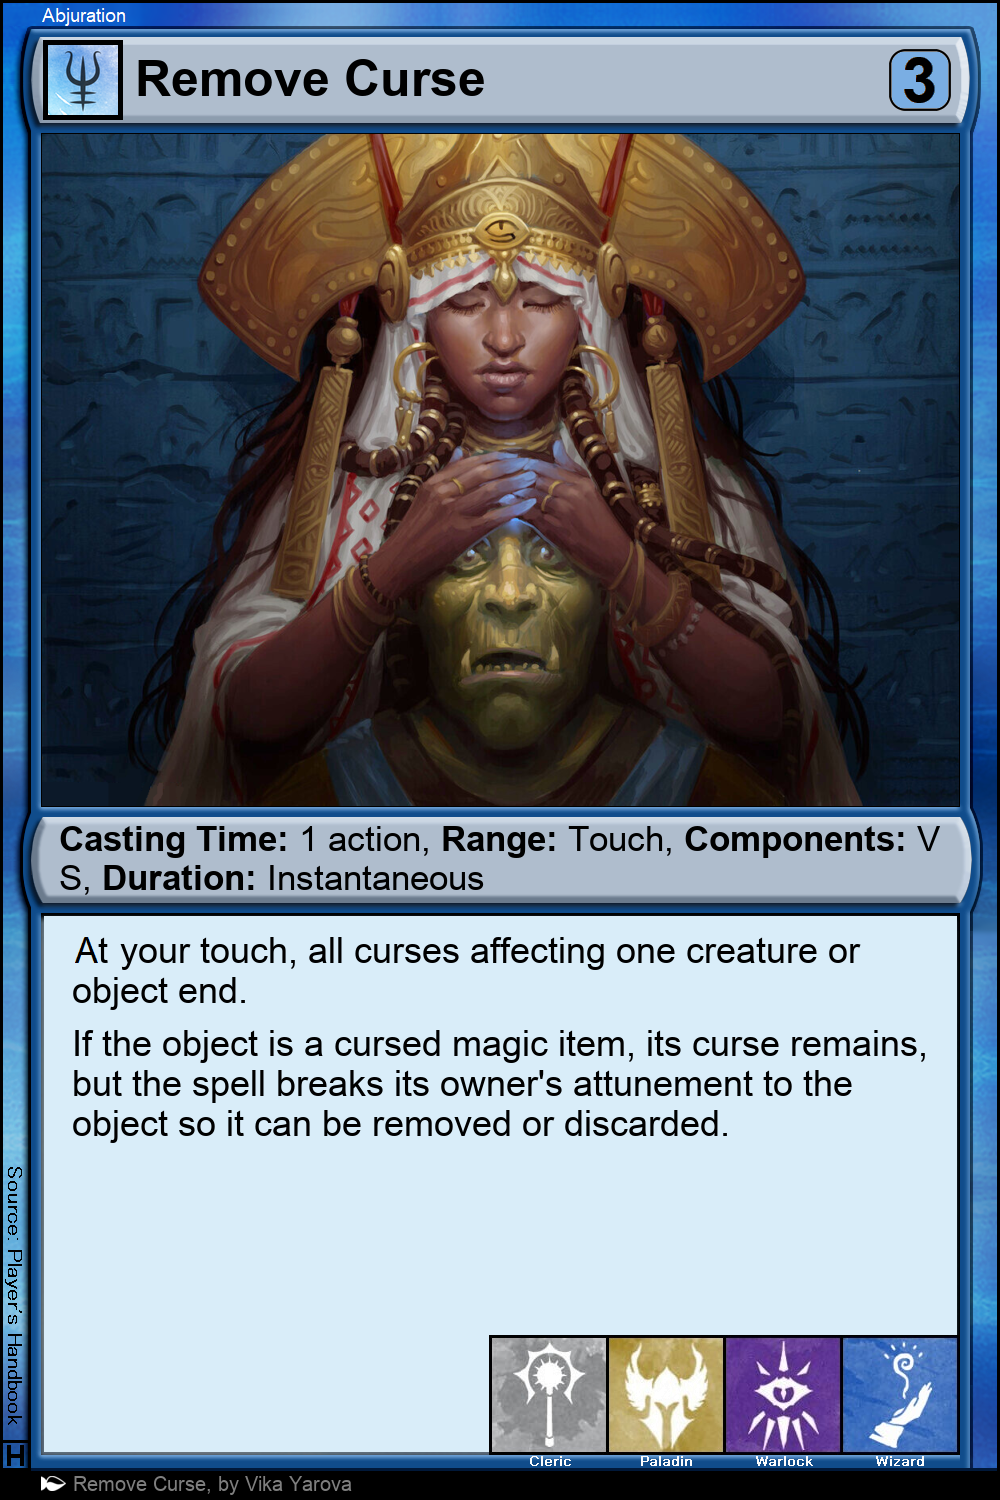 Abjuration
Remove Curse
3
Casting Time: 1 action, Range: Touch, Components: V
S, Duration: Instantaneous
At your touch, all curses affecting one creature or
object end.
If the object is a cursed magic item, its curse remains,
but the spell breaks its owner's attunement to the
object so it can be removed or discarded.
Source: Player's Handbook
H
Cleric
Paladin
Warlock
Wizard
Remove Curse, by Vika Yarova